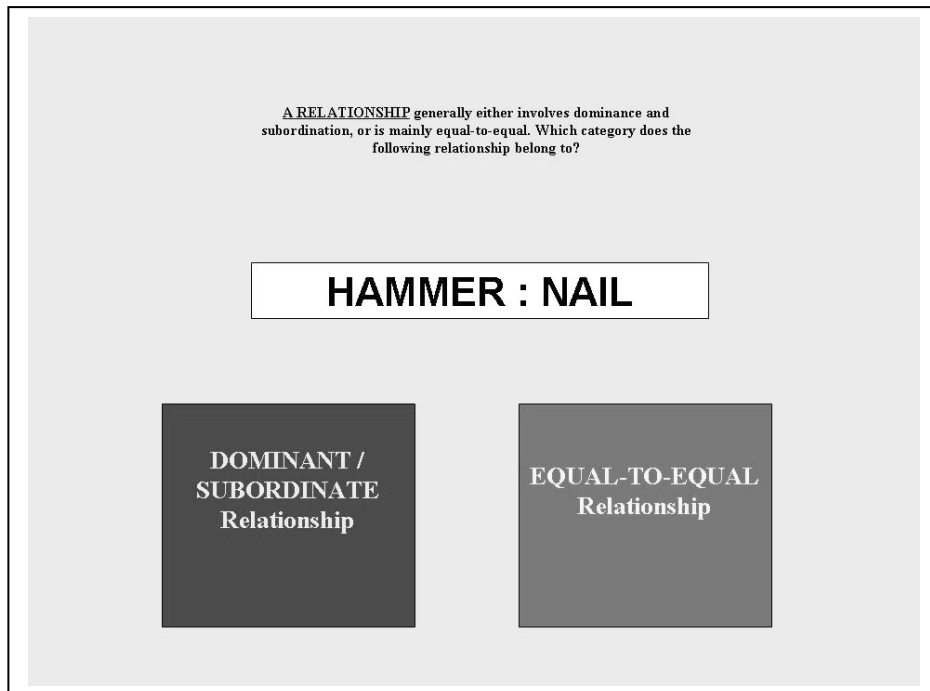 A RELATIONSHIP generally either involves dominance and
subordination, or is mainly equal-to-equal. Which category does the
following relationship belong to?
HAMMER : NAIL
DOMINANT /
SUBORDINATE
Relationship
EQUAL-TO-EQUAL
Relationship